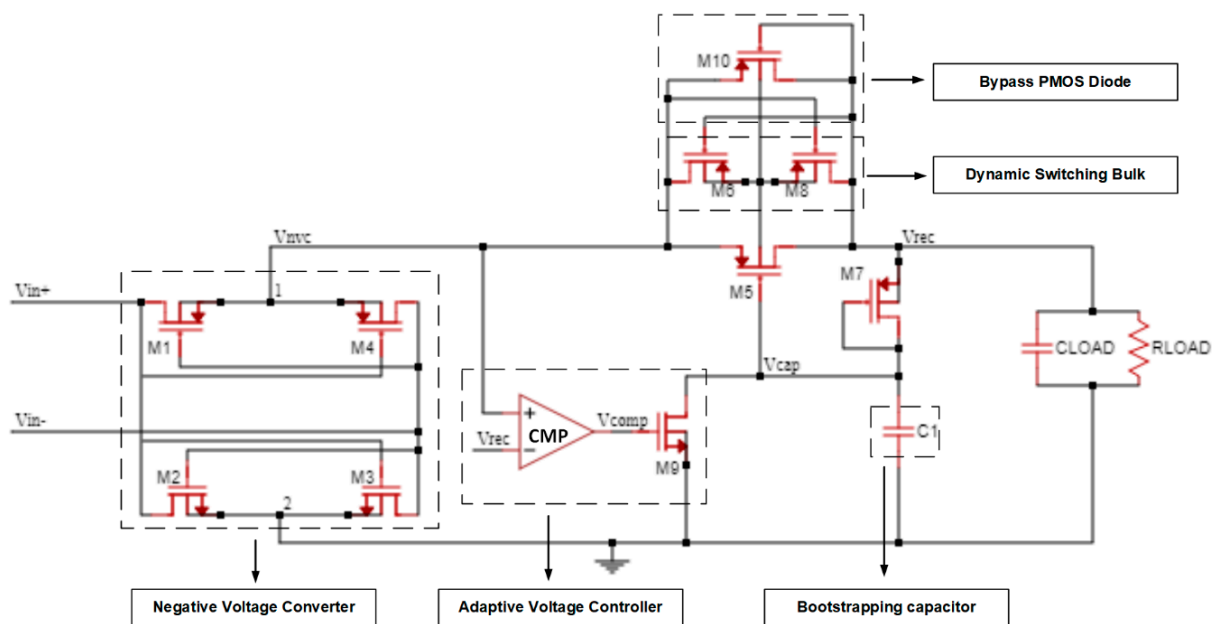 M10
Bypass PMOS Diode
M6
M8
Dynamic Switching Bulk
Vnvc
Vrec
M7
Vin+
1
M5
M1
M4
CLOAD
RLOAD
Vcap
Vin-
Vcomp
CMP
Vrec
C1
M9
M2
M3
2
Negative Voltage Converter
Adaptive Voltage Controller
Bootstrapping capacitor